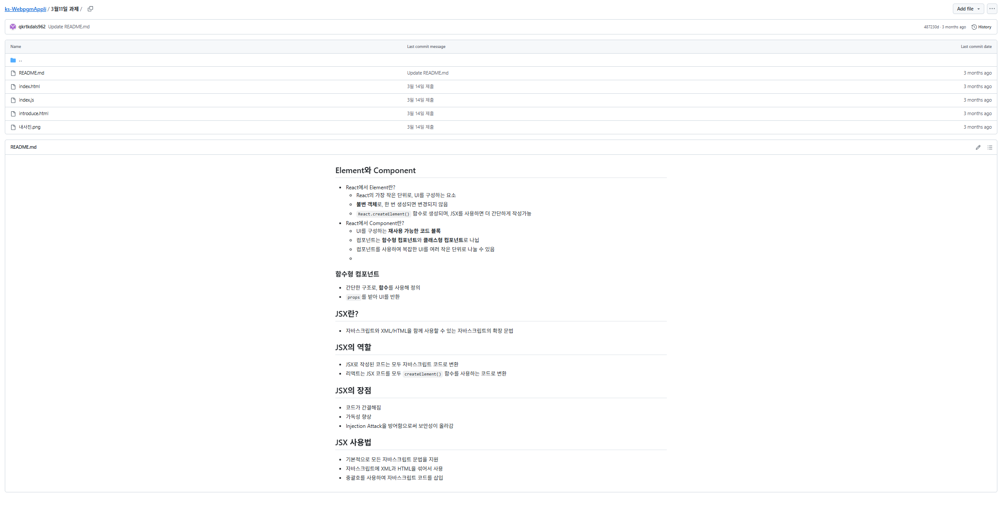 ks-WebpgmAppli / 3월11일 과제 /
Add file
qkrtkdals962 Update README.md
487230d · 3 months ago History
Name Last commit message Last commit date
..
README.md Update README.md 3 months ago
index.html 3월 14일 제출 3 months ago
index.js 3월 14일 제출 3 months ago
introduce.html 3월 14일 제출 3 months ago
내사진.png 3월 14일 제출 3 months ago
README.md
Element와 Component
React에서 Element란?
React의 가장 작은 단위로, UI를 구성하는 요소
불변 객체로, 한 번 생성되면 변경되지 않음
React.createElement() 함수로 생성되며, JSX를 사용하면 더 간단하게 작성가능
React에서 Component란?
UI를 구성하는 재사용 가능한 코드 블록
컴포넌트는 함수형 컴포넌트와 클래스형 컴포넌트로 나뉨
컴포넌트를 사용하여 복잡한 UI를 여러 작은 단위로 나눌 수 있음
함수형 컴포넌트
간단한 구조로, 함수를 사용해 정의
props를 받아 UI를 반환
JSX란?
자바스크립트와 XML/HTML을 함께 사용할 수 있는 자바스크립트의 확장 문법
JSX의 역할
JSX로 작성된 코드는 모두 자바스크립트 코드로 변환
리액트는 JSX 코드를 모두 createElement() 함수를 사용하는 코드로 변환
JSX의 장점
코드가 간결해짐
가독성 향상
Injection Attack을 방어함으로써 보안성이 올라감
JSX 사용법
기본적으로 모든 자바스크립트 문법을 지원
자바스크립트에 XML과 HTML을 섞어서 사용
중괄호를 사용하여 자바스크립트 코드를 삽입